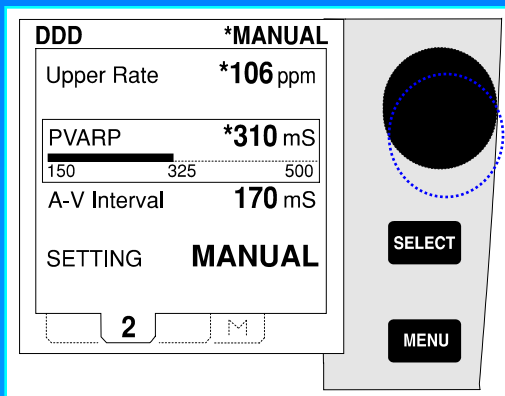 DDD *MANUAL
Upper Rate *106 ppm
PVARP *310 mS
150 325 500
A-V Interval 170 mS
SETTING MANUAL
2 M
SELECT
MENU